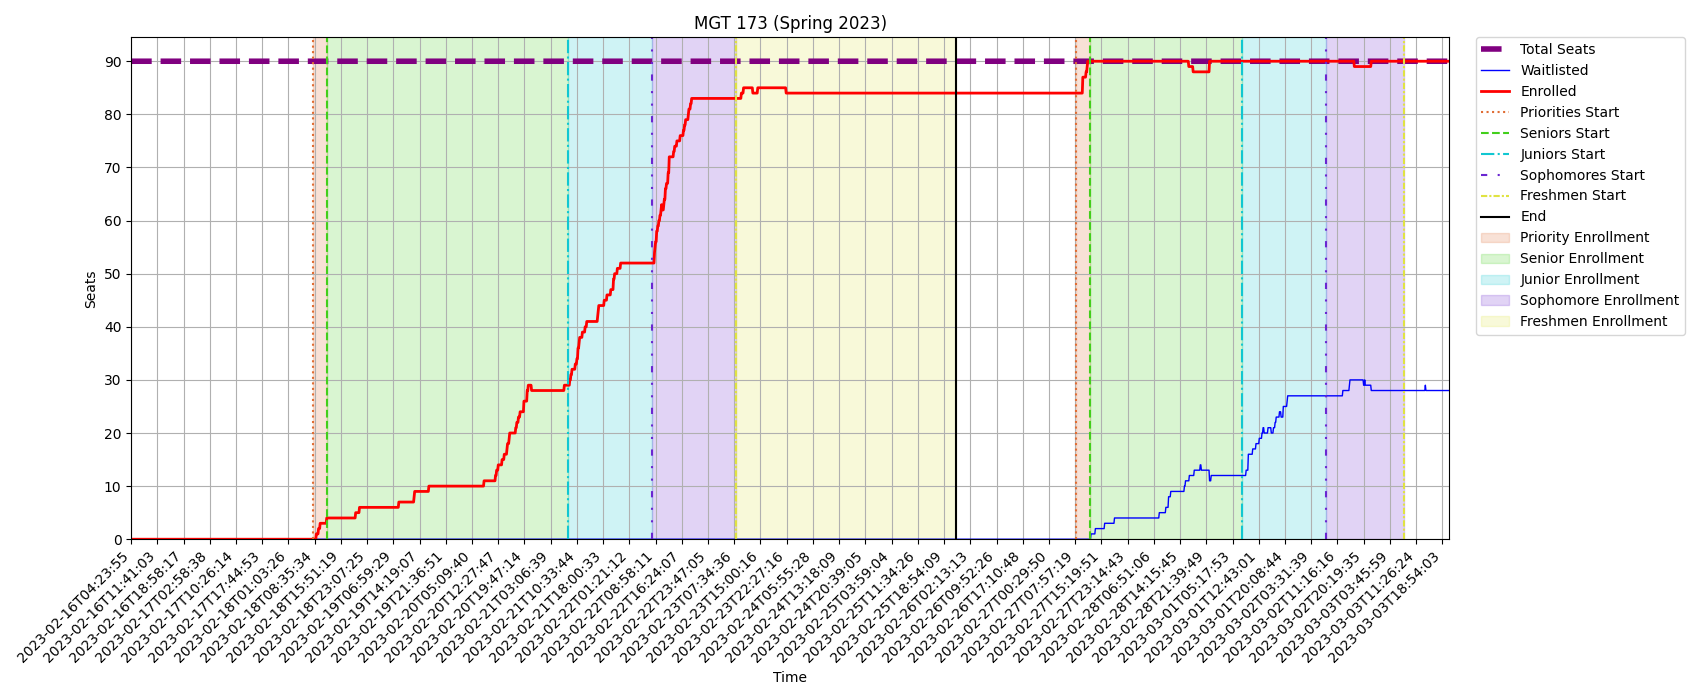 MGT 173 (Spring 2023)
Seats
90
80
70
60
50
40
30
20
10
0
2023-02-16T04:23:55
2023-02-16T11:41:03
2023-02-16T18:58:17
2023-02-17T02:58:38
2023-02-17T10:26:14
2023-02-17T17:44:53
2023-02-18T01:03:26
2023-02-18T08:35:34
2023-02-18T15:51:19
2023-02-18T23:07:25
2023-02-19T06:59:29
2023-02-19T14:19:07
2023-02-19T21:36:51
2023-02-20T05:09:40
2023-02-20T12:27:47
2023-02-20T19:47:14
2023-02-21T03:06:39
2023-02-21T10:33:44
2023-02-21T18:00:33
2023-02-22T01:21:12
2023-02-22T08:58:11
2023-02-22T16:24:07
2023-02-22T23:47:05
2023-02-23T07:34:36
2023-02-23T15:00:16
2023-02-23T22:27:16
2023-02-24T05:55:28
2023-02-24T13:18:09
2023-02-24T20:39:05
2023-02-25T03:59:04
2023-02-25T11:34:26
2023-02-25T18:54:09
2023-02-26T02:13:13
2023-02-26T09:52:26
2023-02-26T17:10:48
2023-02-27T00:29:50
2023-02-27T07:57:19
2023-02-27T15:19:51
2023-02-27T23:14:43
2023-02-28T06:51:06
2023-02-28T14:15:45
2023-02-28T21:39:49
2023-03-01T05:17:53
2023-03-01T12:43:01
2023-03-01T20:08:44
2023-03-02T03:31:39
2023-03-02T11:16:16
2023-03-02T20:19:35
2023-03-03T03:45:59
2023-03-03T11:26:24
2023-03-03T18:54:03
Time
Total Seats
Waitlisted
Enrolled
Priorities Start
Seniors Start
Juniors Start
Sophomores Start
Freshmen Start
End
Priority Enrollment
Senior Enrollment
Junior Enrollment
Sophomore Enrollment
Freshmen Enrollment